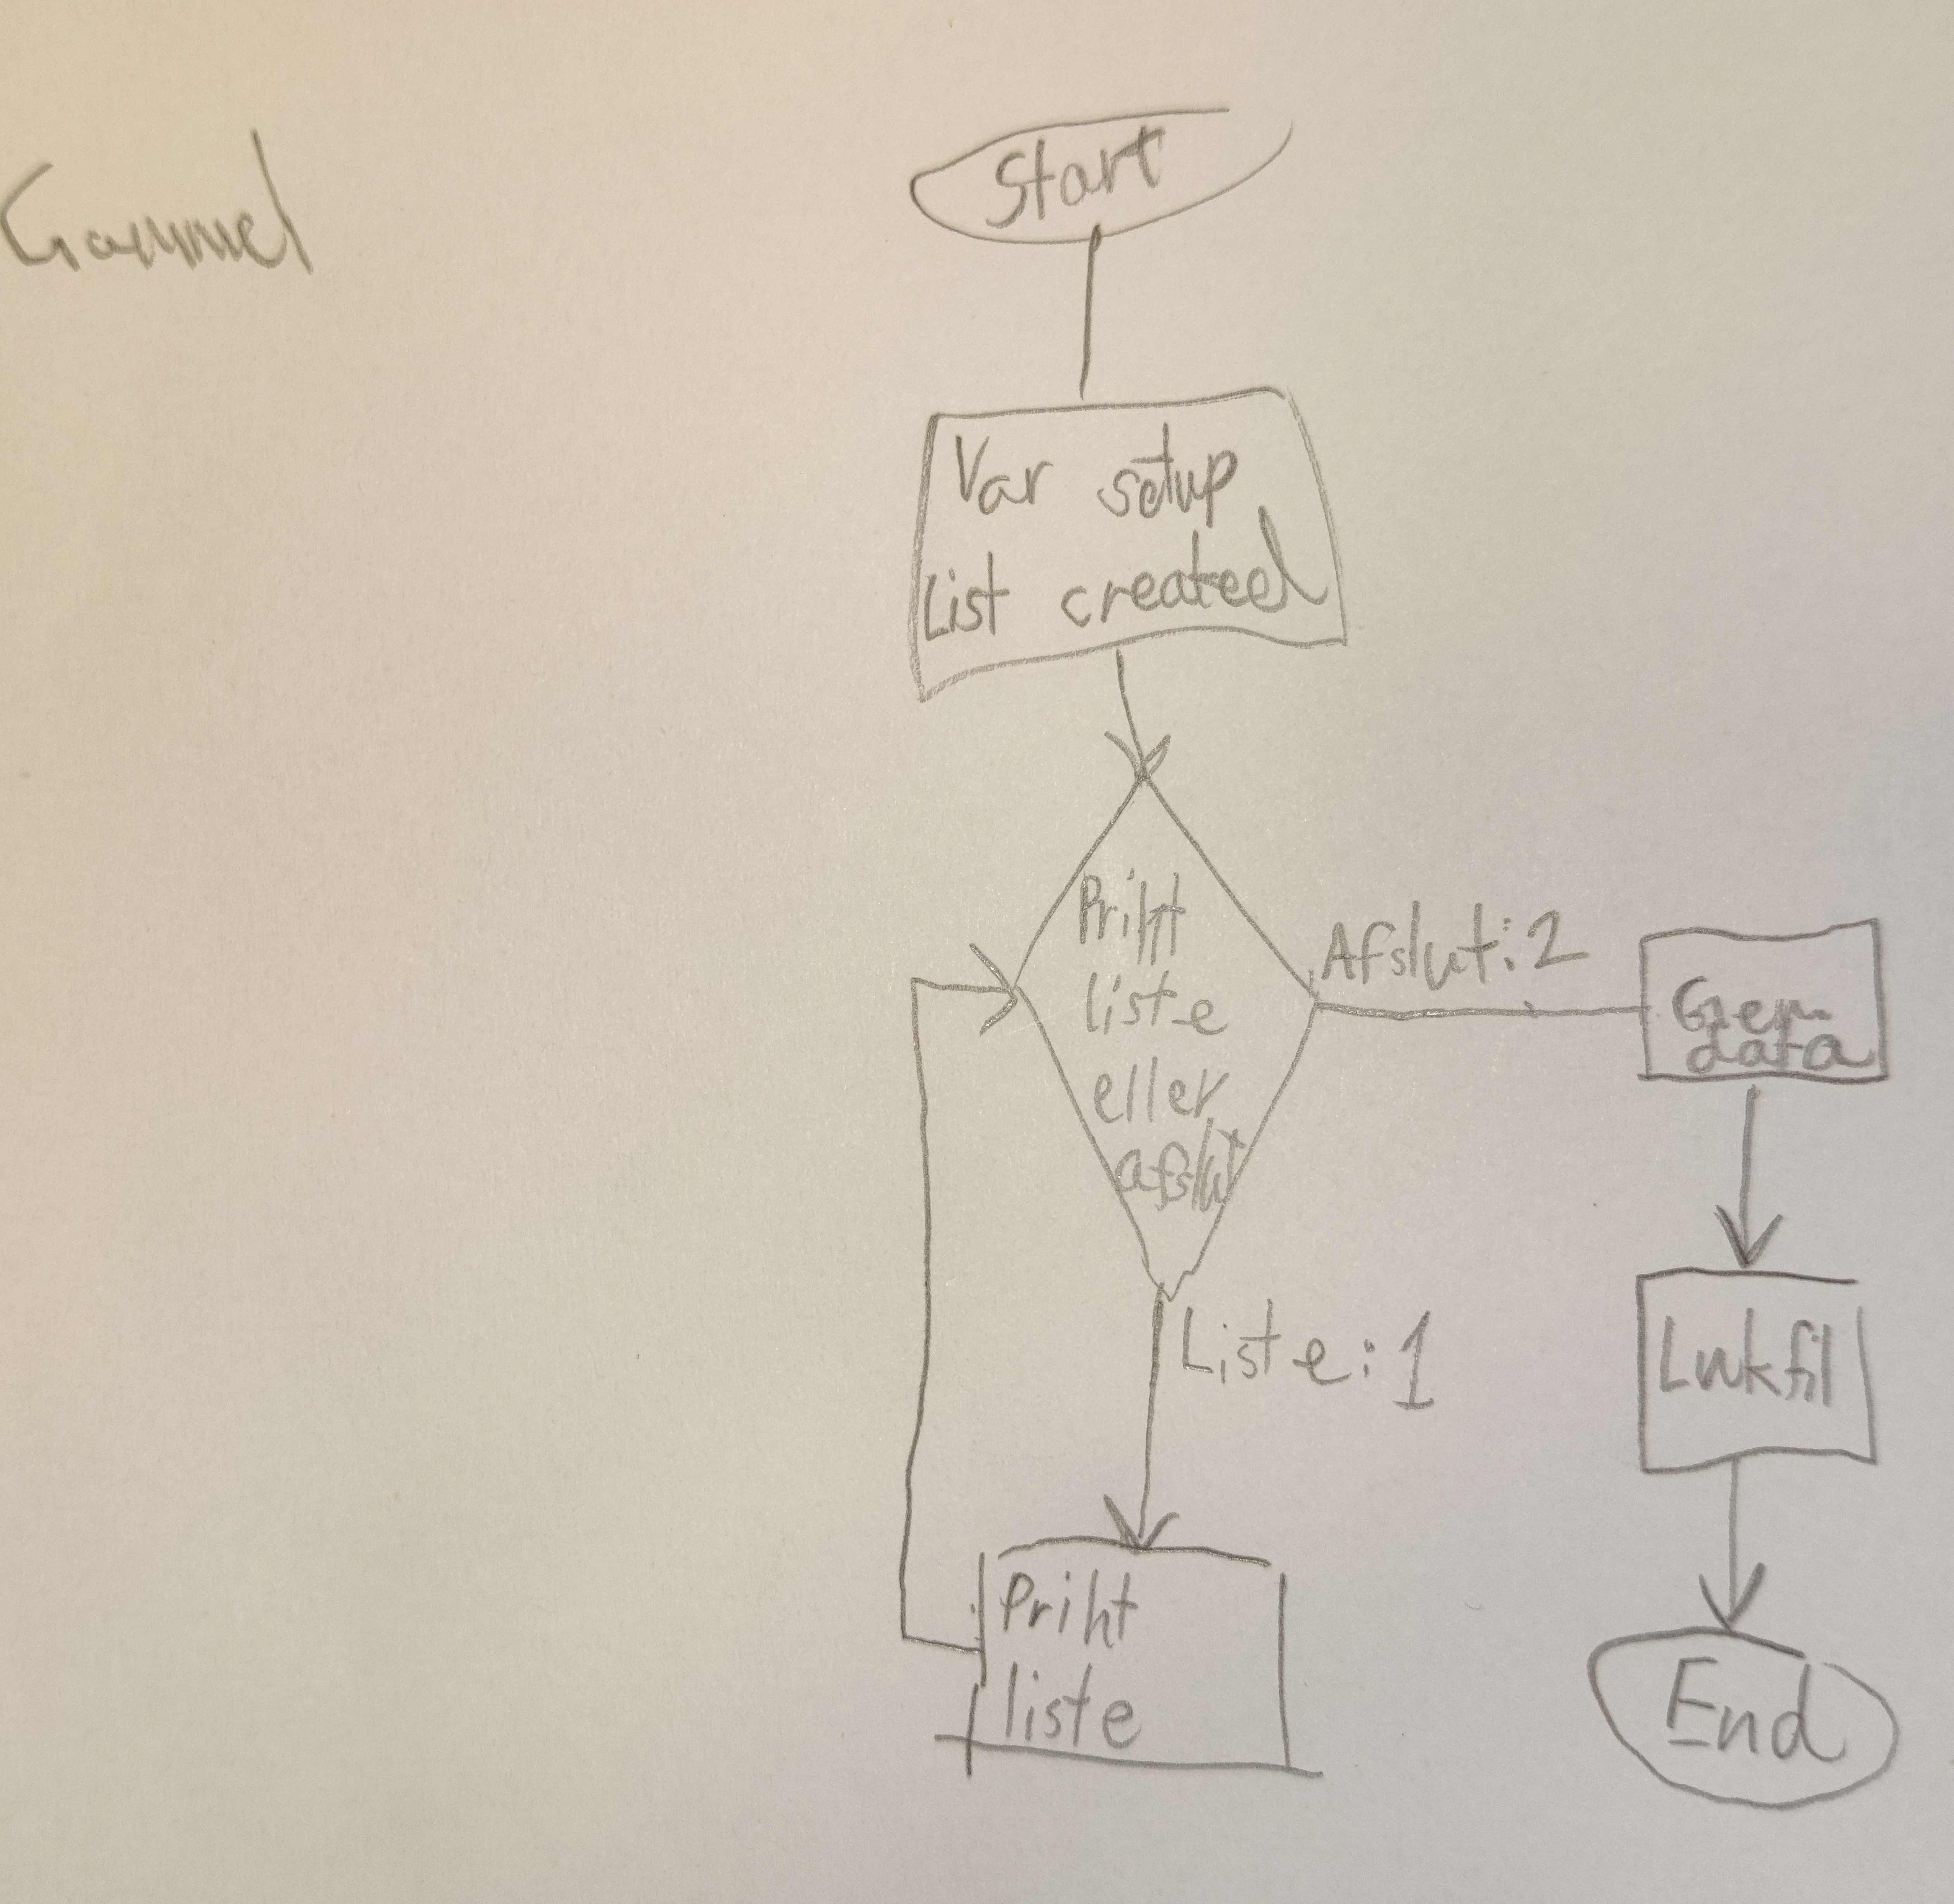 Gammel
Start
Var setup
List created
Print
liste
eller
afslut
Afslut: 2
Gem
data
Luk fil
Liste: 1
Print
liste
End